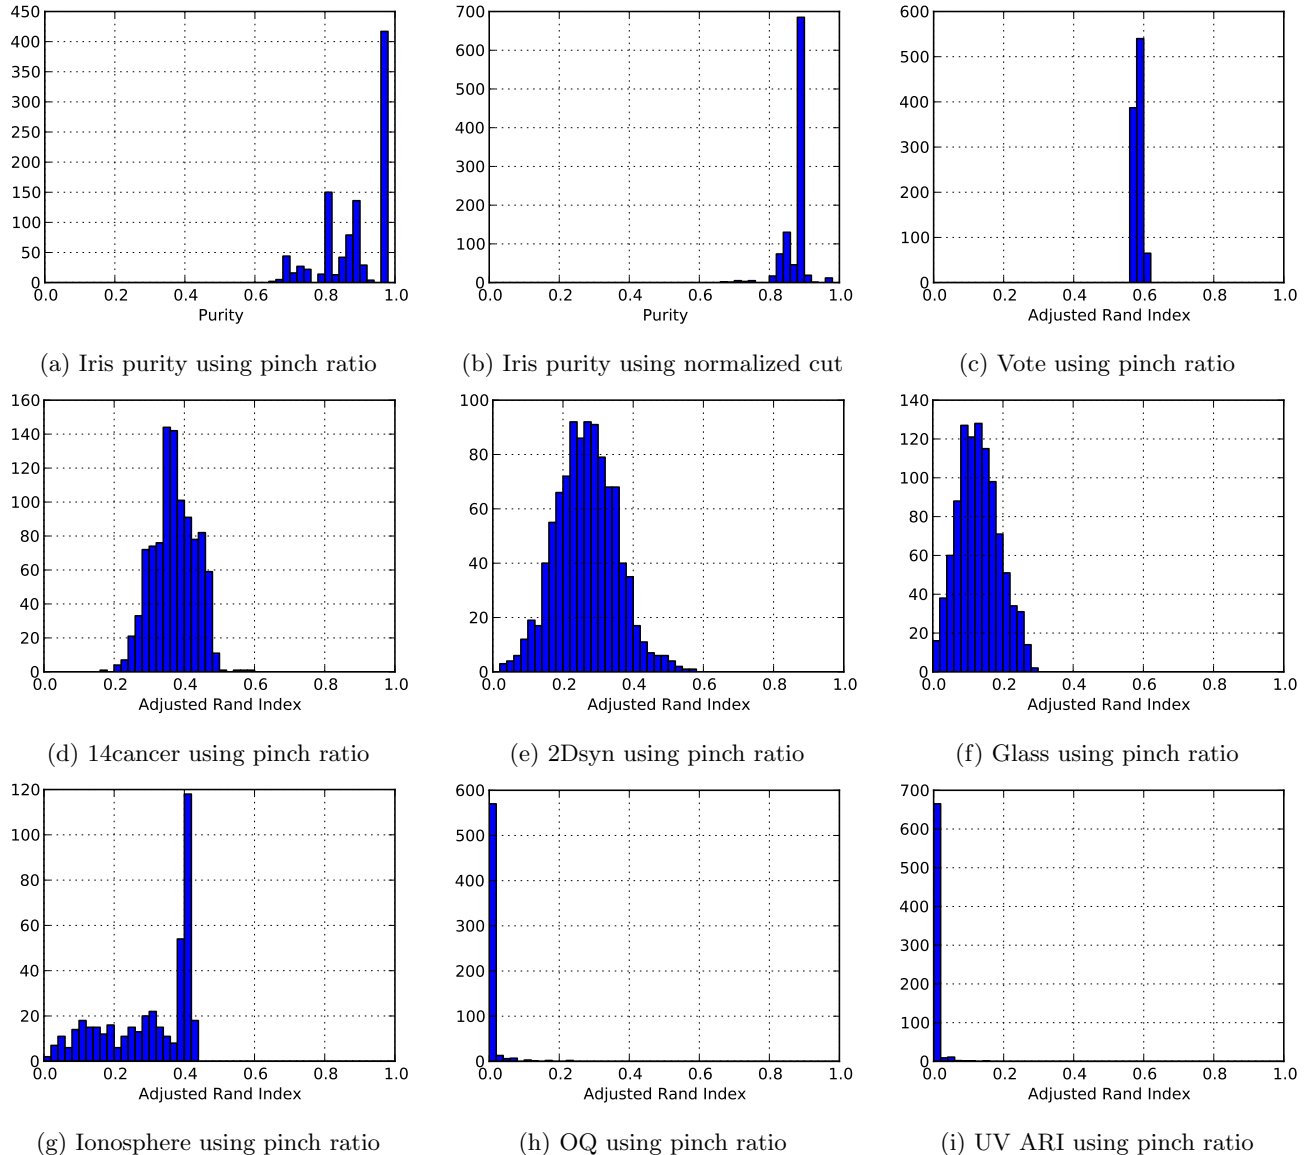 450
400
350
300
250
200
150
100
50
0
0.0 0.2 0.4 0.6 0.8 1.0
Purity
(a) Iris purity using pinch ratio
700
600
500
400
300
200
100
0
0.0 0.2 0.4 0.6 0.8 1.0
Purity
(b) Iris purity using normalized cut
600
500
400
300
200
100
0
0.0 0.2 0.4 0.6 0.8 1.0
Adjusted Rand Index
(c) Vote using pinch ratio
160
140
120
100
80
60
40
20
0
0.0 0.2 0.4 0.6 0.8 1.0
Adjusted Rand Index
(d) 14cancer using pinch ratio
100
80
60
40
20
0
0.0 0.2 0.4 0.6 0.8 1.0
Adjusted Rand Index
(e) 2Dsyn using pinch ratio
140
120
100
80
60
40
20
0
0.0 0.2 0.4 0.6 0.8 1.0
Adjusted Rand Index
(f) Glass using pinch ratio
120
100
80
60
40
20
0
0.0 0.2 0.4 0.6 0.8 1.0
Adjusted Rand Index
(g) Ionosphere using pinch ratio
600
500
400
300
200
100
0
0.0 0.2 0.4 0.6 0.8 1.0
Adjusted Rand Index
(h) OQ using pinch ratio
700
600
500
400
300
200
100
0
0.0 0.2 0.4 0.6 0.8 1.0
Adjusted Rand Index
(i) UV ARI using pinch ratio